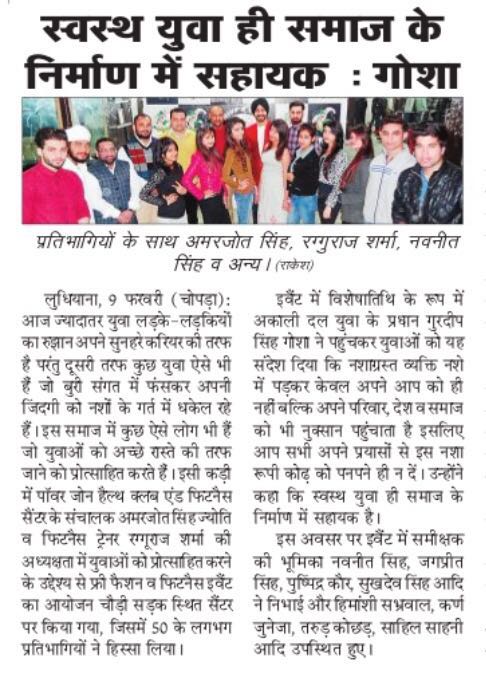 स्वस्थ युवा ही समाज के
निर्माण में सहायक : गोशा
प्रतिभागियों के साथ अमरजोत सिंह, रग्गुराज शर्मा, नवनीत
सिंह व अन्य। (राकेश)
लुधियाना, 9 फरवरी (चोपड़ा):
आज ज्यादातर युवा लड़के-लड़कियों
का रुझान अपने सुनहरे करियर की तरफ
है परंतु दूसरी तरफ कुछ युवा ऐसे भी
हैं जो बुरी संगत में फंसकर अपनी
जिंदगी को नशों के गर्त में धकेल रहे
हैं। इस समाज में कुछ ऐसे लोग भी हैं
जो युवाओं को अच्छे रास्ते की तरफ
जाने को प्रोत्साहित करते हैं। इसी कड़ी
में पॉवर जोन हैल्थ क्लब एंड फिटनैस
सैंटर के संचालक अमरजोत सिंह ज्योति
व फिटनैस ट्रेनर रग्गूराज शर्मा की
अध्यक्षता में युवाओं को प्रोत्साहित करने
के उद्देश्य से फ्री फैशन व फिटनैस इवैंट
का आयोजन चौड़ी सड़क स्थित सैंटर
पर किया गया, जिसमें 50 के लगभग
प्रतिभागियों ने हिस्सा लिया।
इवैंट में विशेषातिथि के रूप में
अकाली दल युवा के प्रधान गुरदीप
सिंह गोशा ने पहुंचकर युवाओं को यह
संदेश दिया कि नशाग्रस्त व्यक्ति नशे
में पड़कर केवल अपने आप को ही
नहीं बल्कि अपने परिवार, देश व समाज
को भी नुक्सान पहुंचाता है इसलिए
आप सभी अपने प्रयासों से इस नशा
रूपी कोढ़ को पनपने ही न दें। उन्होंने
कहा कि स्वस्थ युवा ही समाज के
निर्माण में सहायक है।
इस अवसर पर इवैंट में समीक्षक
की भूमिका नवनीत सिंह, जगप्रीत
सिंह, पुष्पिद्र कौर, सुखदेव सिंह आदि
ने निभाई और हिमांशी सभ्रवाल, कर्ण
जुनेजा, तरुड़ कोछड़, साहिल साहनी
आदि उपस्थित हुए।